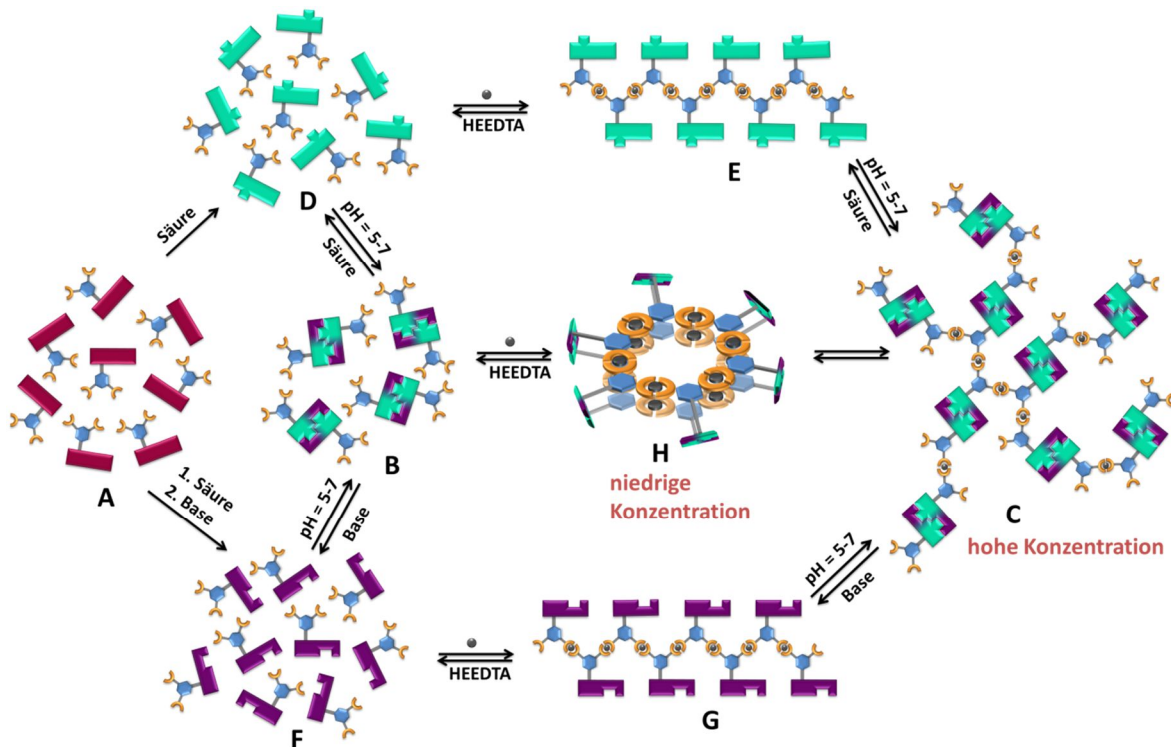 D
HEEDTA
E
Säure
pH = 5-7
Säure
pH = 5-7
Säure
A
B
HEEDTA
H
niedrige
Konzentration
C
hohe Konzentration
1. Säure
2. Base
pH = 5-7
Base
pH = 5-7
Base
F
HEEDTA
G